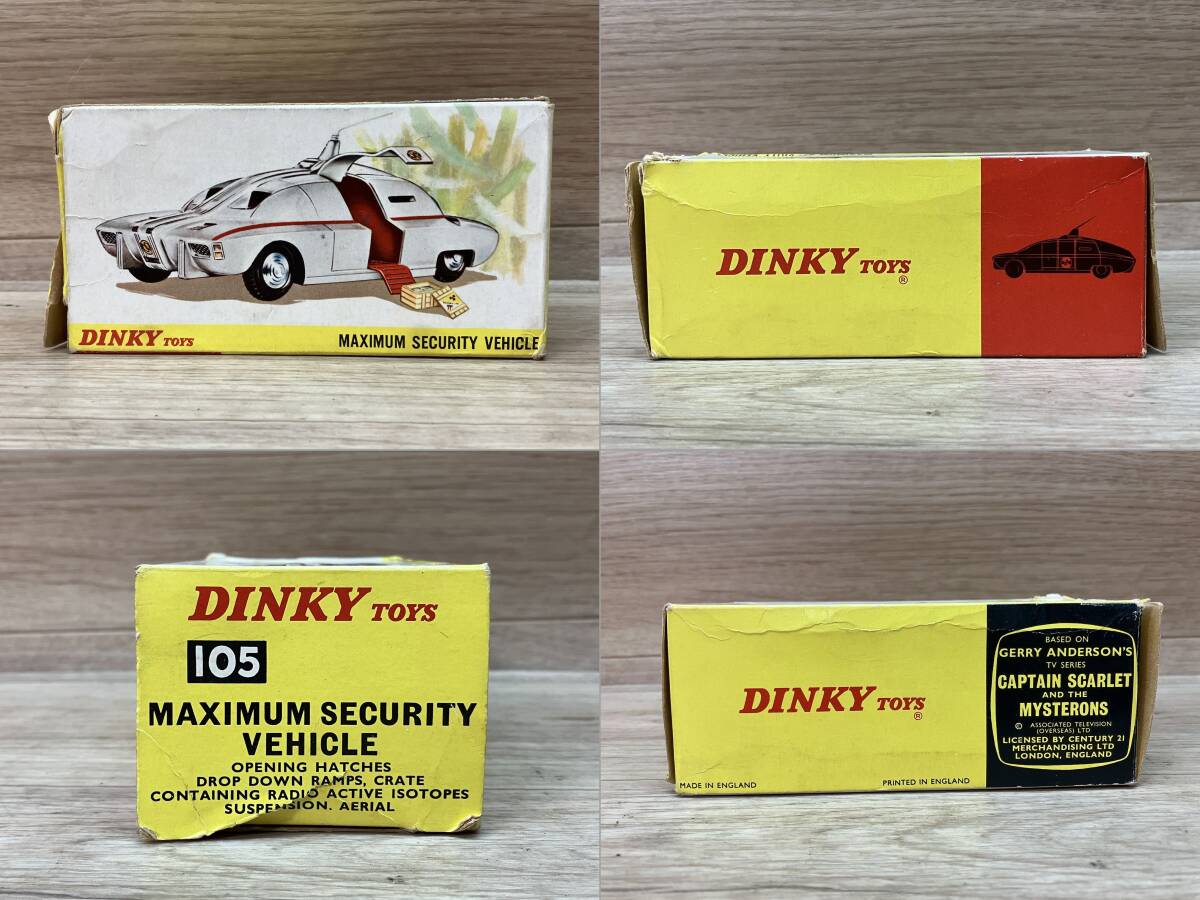 DINKY TOYS
MAXIMUM SECURITY VEHICLE
DINKY TOYS®
DINKY TOYS
105
MAXIMUM SECURITY
VEHICLE
OPENING HATCHES
DROP DOWN RAMPS, CRATE
CONTAINING RADIO ACTIVE ISOTOPES
SUSPENSION. AERIAL
DINKY TOYS®
MADE IN ENGLAND
PRINTED IN ENGLAND
BASED ON
GERRY ANDERSON'S
TV SERIES
CAPTAIN SCARLET
AND THE
MYSTERONS
© ASSOCIATED TELEVISION
(OVERSEAS) LTD
LICENSED BY CENTURY 21
MERCHANDISING LTD
LONDON, ENGLAND